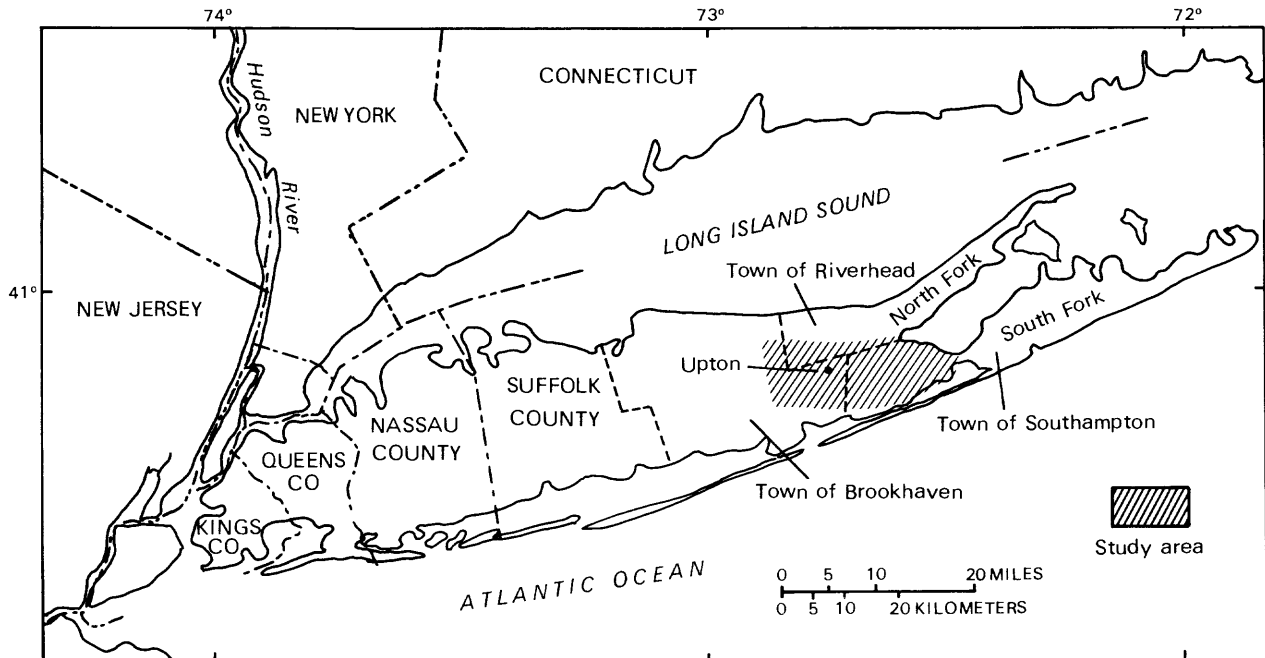 74° 73° 72°
CONNECTICUT
Hudson
NEW YORK
River
LONG ISLAND SOUND
Town of Riverhead
41°
NEW JERSEY
North Fork
South Fork
Upton
SUFFOLK
COUNTY
NASSAU
COUNTY
Town of Southampton
QUEENS
CO
Town of Brookhaven
KINGS
CO
Study area
ATLANTIC OCEAN
0 5 10 20 MILES
0 5 10 20 KILOMETERS